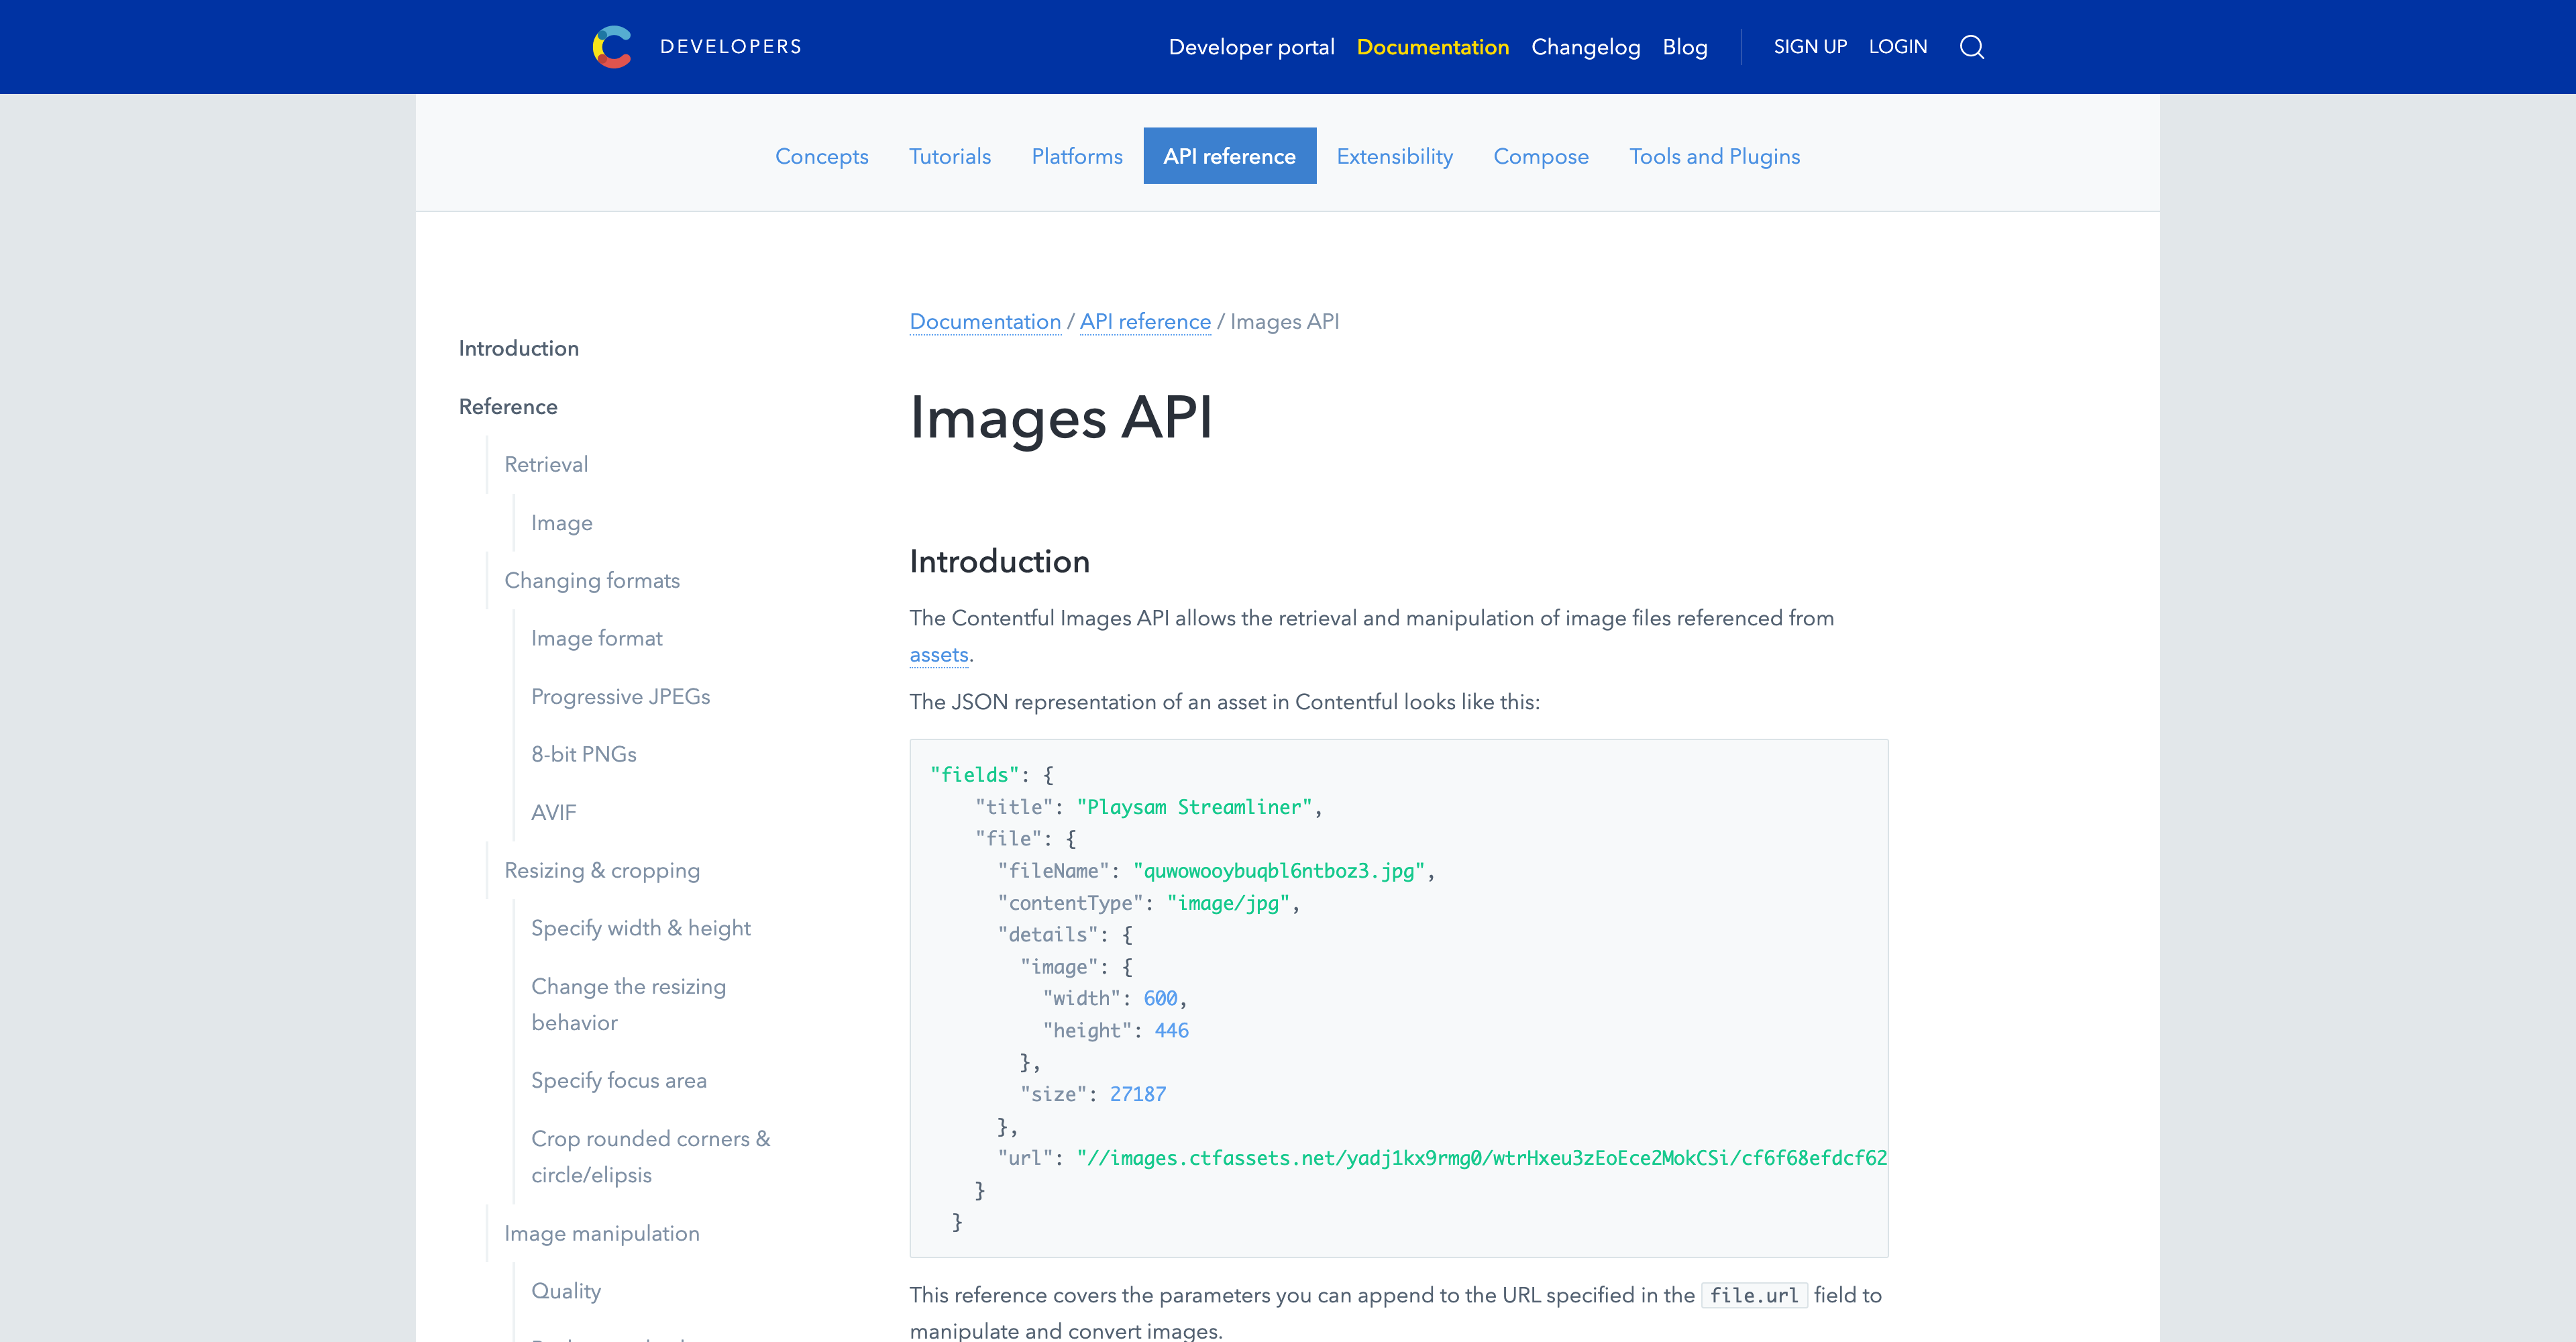 DEVELOPERS
Developer portal Documentation Changelog Blog SIGN UP LOGIN
Concepts Tutorials Platforms API reference Extensibility Compose Tools and Plugins
Introduction
Reference
Retrieval
Image
Changing formats
Image format
Progressive JPEGs
8-bit PNGs
AVIF
Resizing & cropping
Specify width & height
Change the resizing
behavior
Specify focus area
Crop rounded corners &
circle/elipsis
Image manipulation
Quality
Documentation / API reference / Images API
Images API
Introduction
The Contentful Images API allows the retrieval and manipulation of image files referenced from
assets.
The JSON representation of an asset in Contentful looks like this:
"fields": {
"title": "Playsam Streamliner",
"file": {
"fileName": "quwowooybuqbl6ntboz3.jpg",
"contentType": "image/jpg",
"details": {
"image": {
"width": 600,
"height": 446
},
"size": 27187
},
"url": "//images.ctfassets.net/yadj1kx9rmg0/wtrHxeu3zEoEce2MokCSi/cf6f68efdcf62
}
}
This reference covers the parameters you can append to the URL specified in the file.url field to
manipulate and convert images.